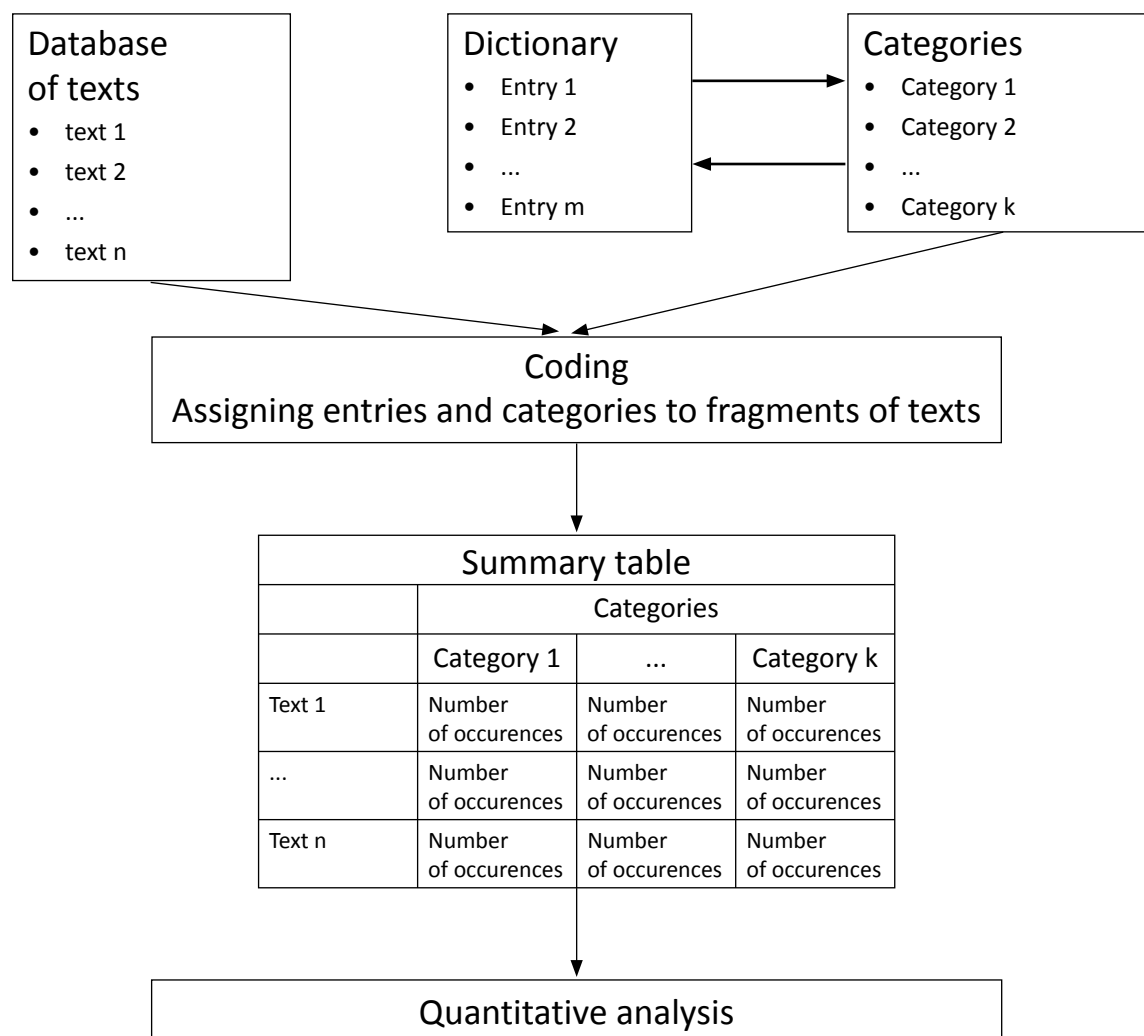 Database
of texts
• text 1
• text 2
• ...
• text n
Dictionary
• Entry 1
• Entry 2
• ...
• Entry m
Categories
• Category 1
• Category 2
• ...
• Category k
Coding
Assigning entries and categories to fragments of texts
Summary table
Categories
Category 1 ... Category k
Text 1 Number Number Number
of occurences of occurences of occurences
... Number Number Number
of occurences of occurences of occurences
Text n Number Number Number
of occurences of occurences of occurences
Quantitative analysis